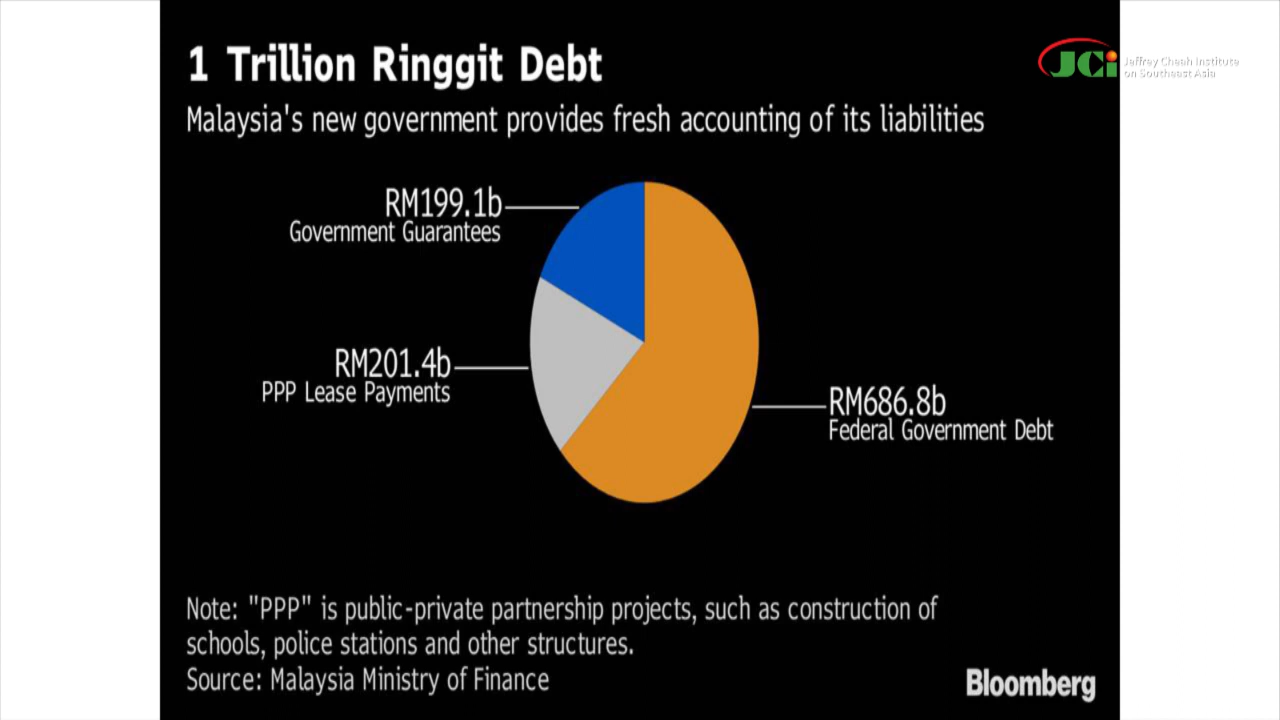 1 Trillion Ringgit Debt
JCi
Jeffrey Cheah Institute
on Southeast Asia
Malaysia's new government provides fresh accounting of its liabilities
RM199.1b
Government Guarantees
RM201.4b
PPP Lease Payments
RM686.8b
Federal Government Debt
Note: "PPP" is public-private partnership projects, such as construction of
schools, police stations and other structures.
Source: Malaysia Ministry of Finance
Bloomberg